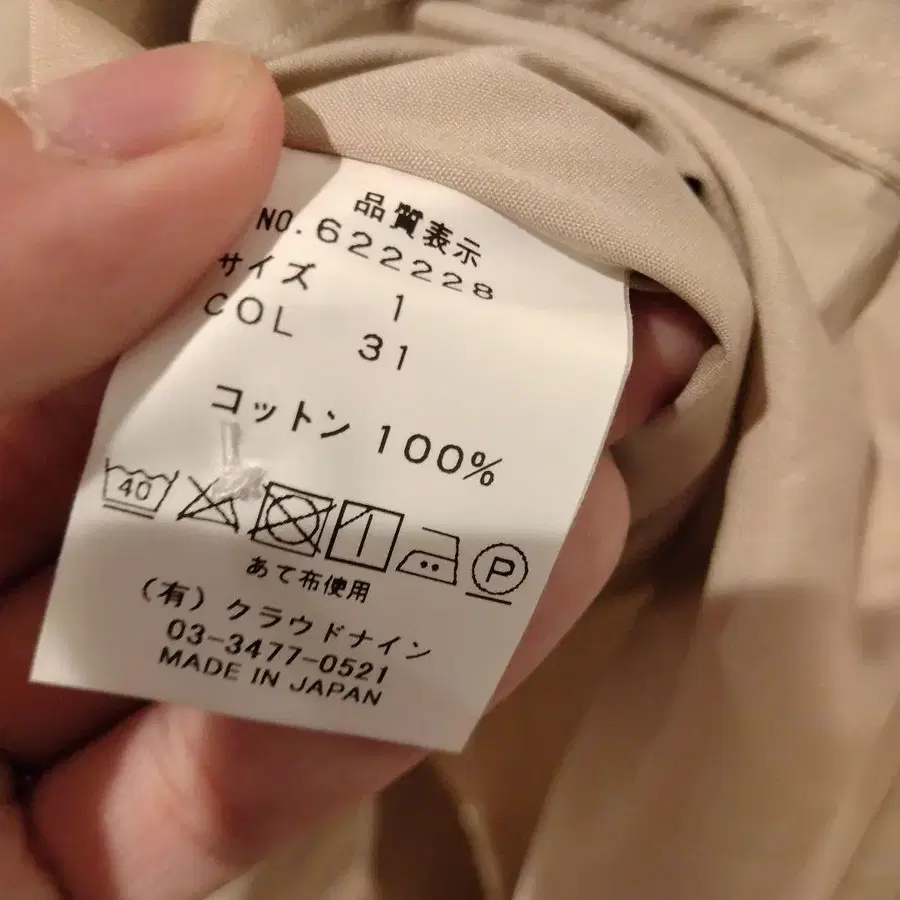 品質表示
NO.622228
サイズ 1
COL 31
コットン 100%
40
P
あて布使用
(有)クラウドナイン
03-3477-0521
MADE IN JAPAN